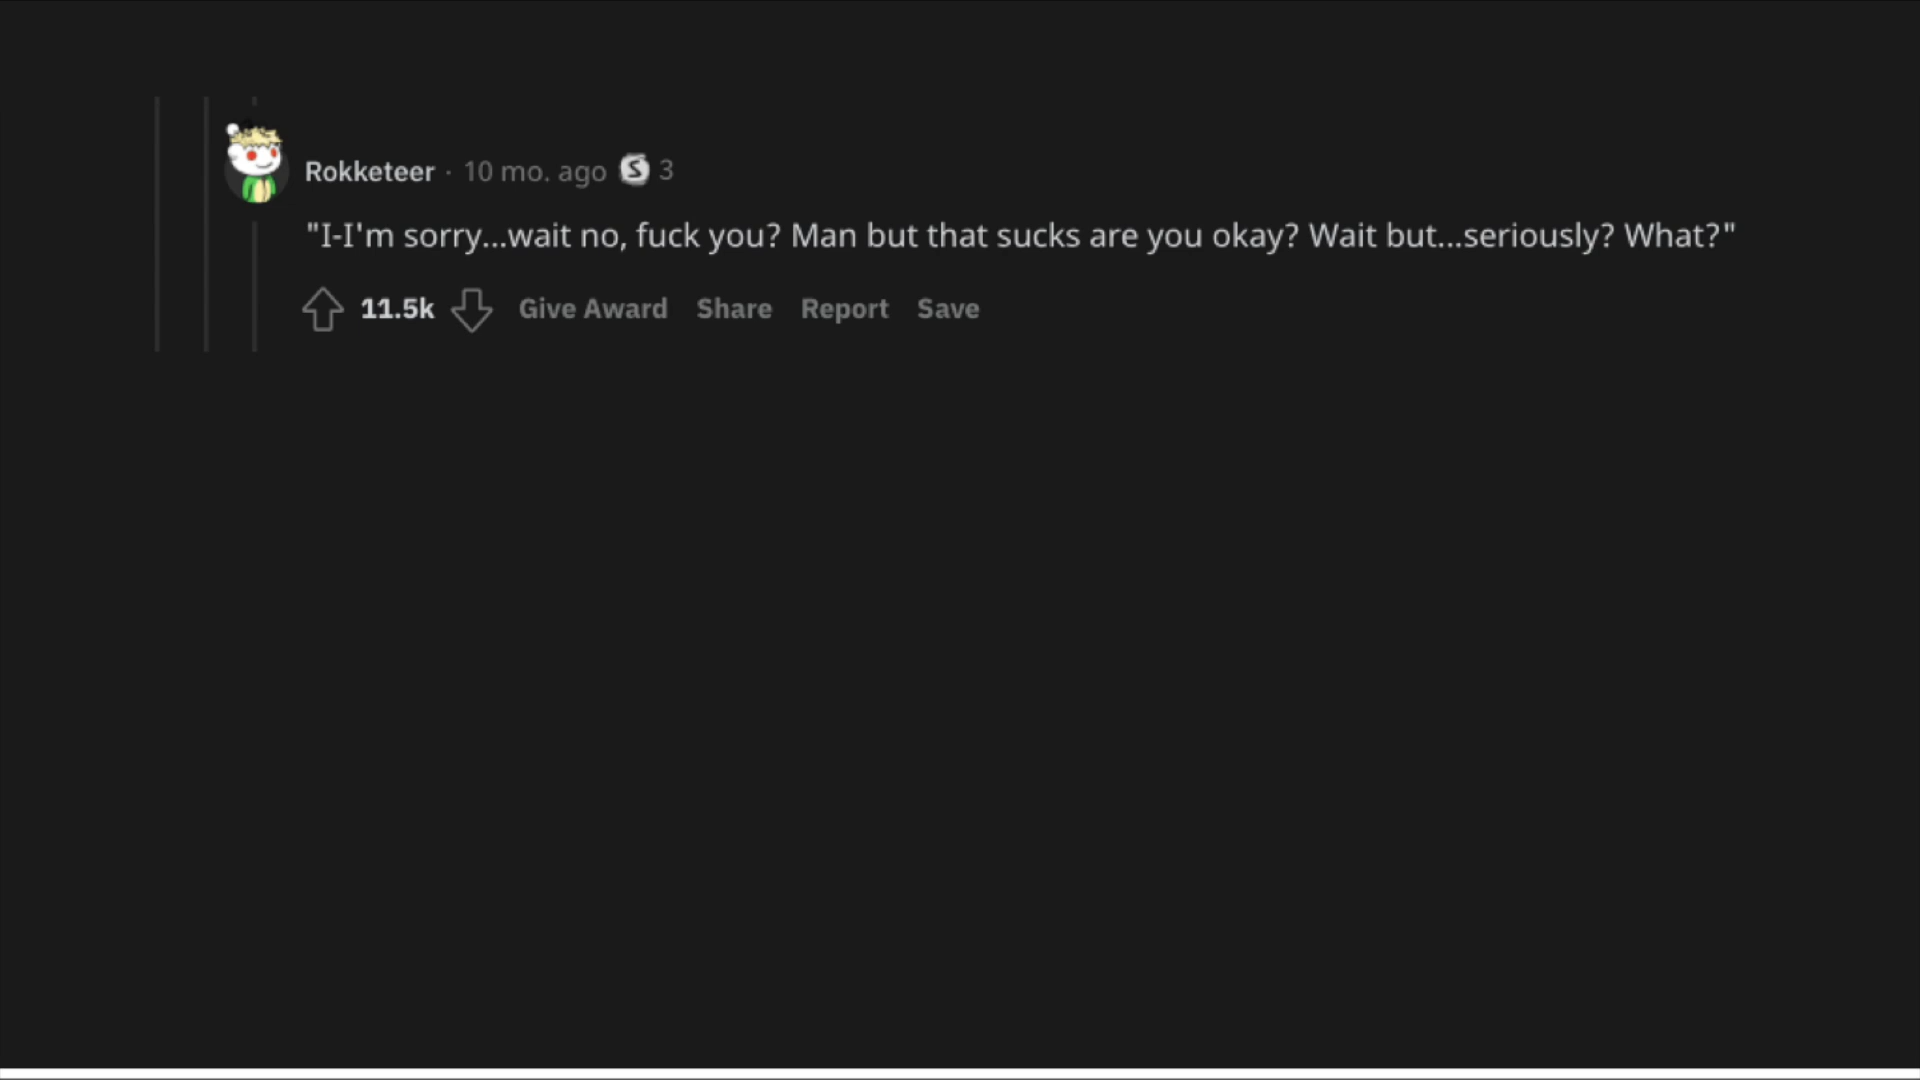 Rokketeer · 10 mo. ago S 3
"I-I'm sorry...wait no, fuck you? Man but that sucks are you okay? Wait but...seriously? What?"
11.5k Give Award Share Report Save